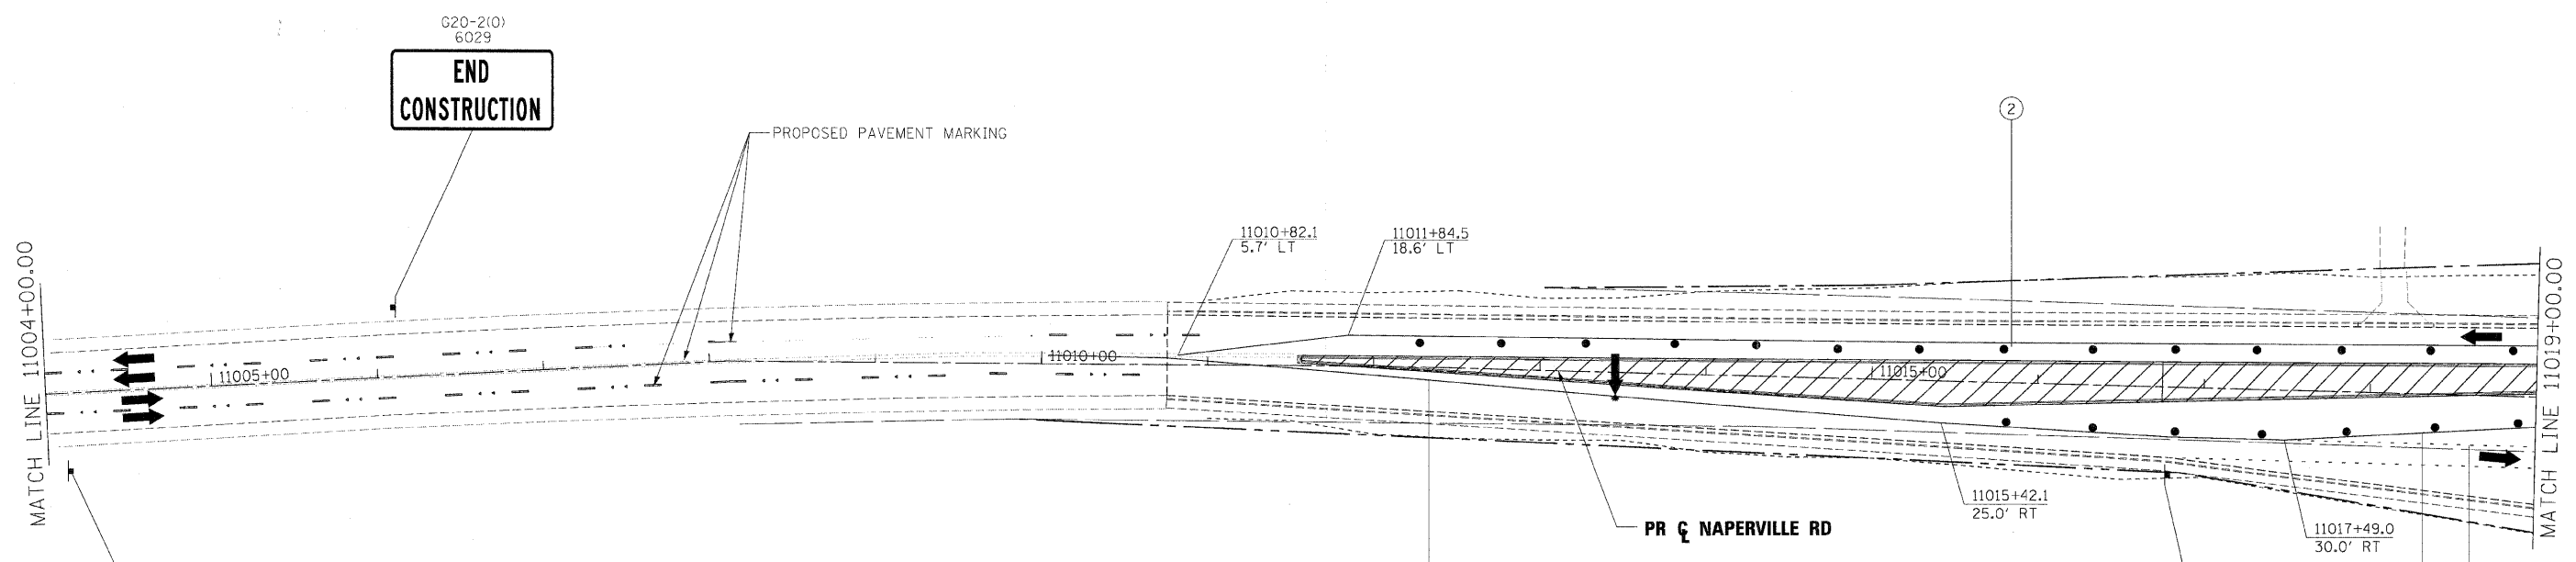 G20-2(O)
6029
END
CONSTRUCTION
PROPOSED PAVEMENT MARKING
2
11010+82.1
5.7' LT
11011+84.5
18.6' LT
MATCH LINE 11004+00.00
11005+00
11010+00
11015+00
MATCH LINE 11019+00.00
11015+42.1
25.0' RT
PR ℄ NAPERVILLE RD
11017+49.0
30.0' RT